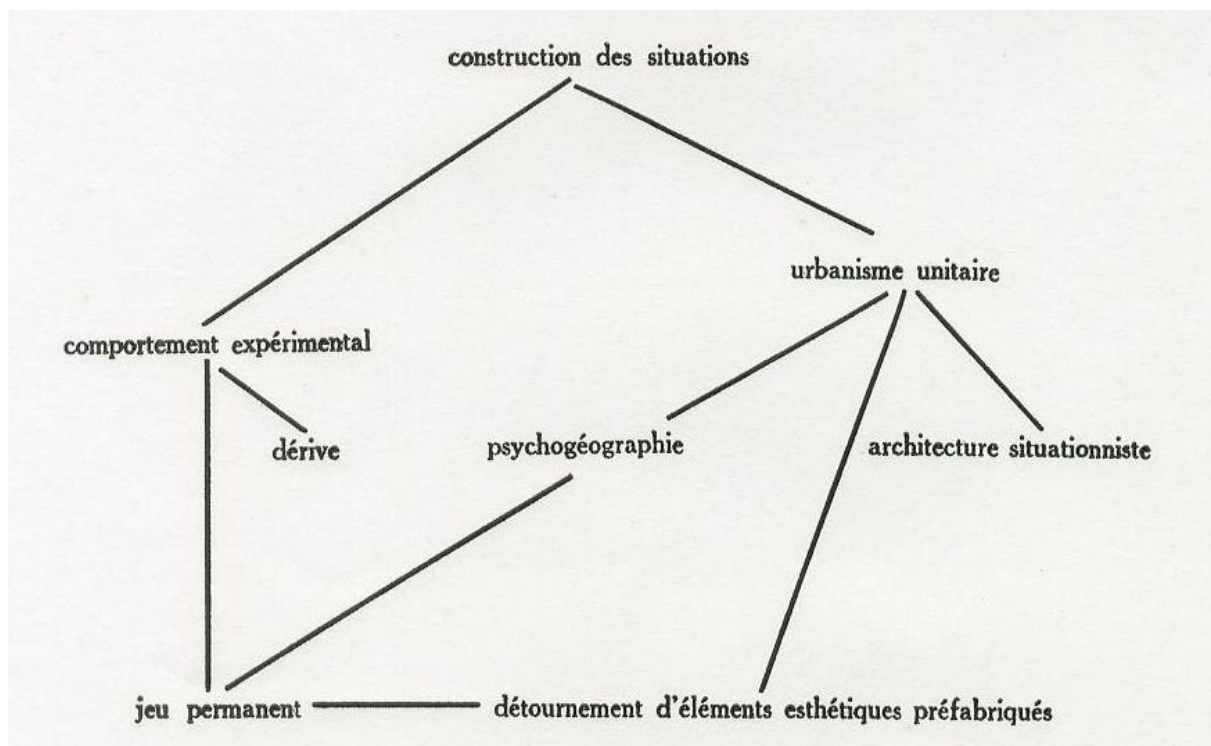 construction des situations
urbanisme unitaire
comportement expérimental
dérive
psychogéographie
architecture situationniste
jeu permanent
détournement d'éléments esthétiques préfabriqués